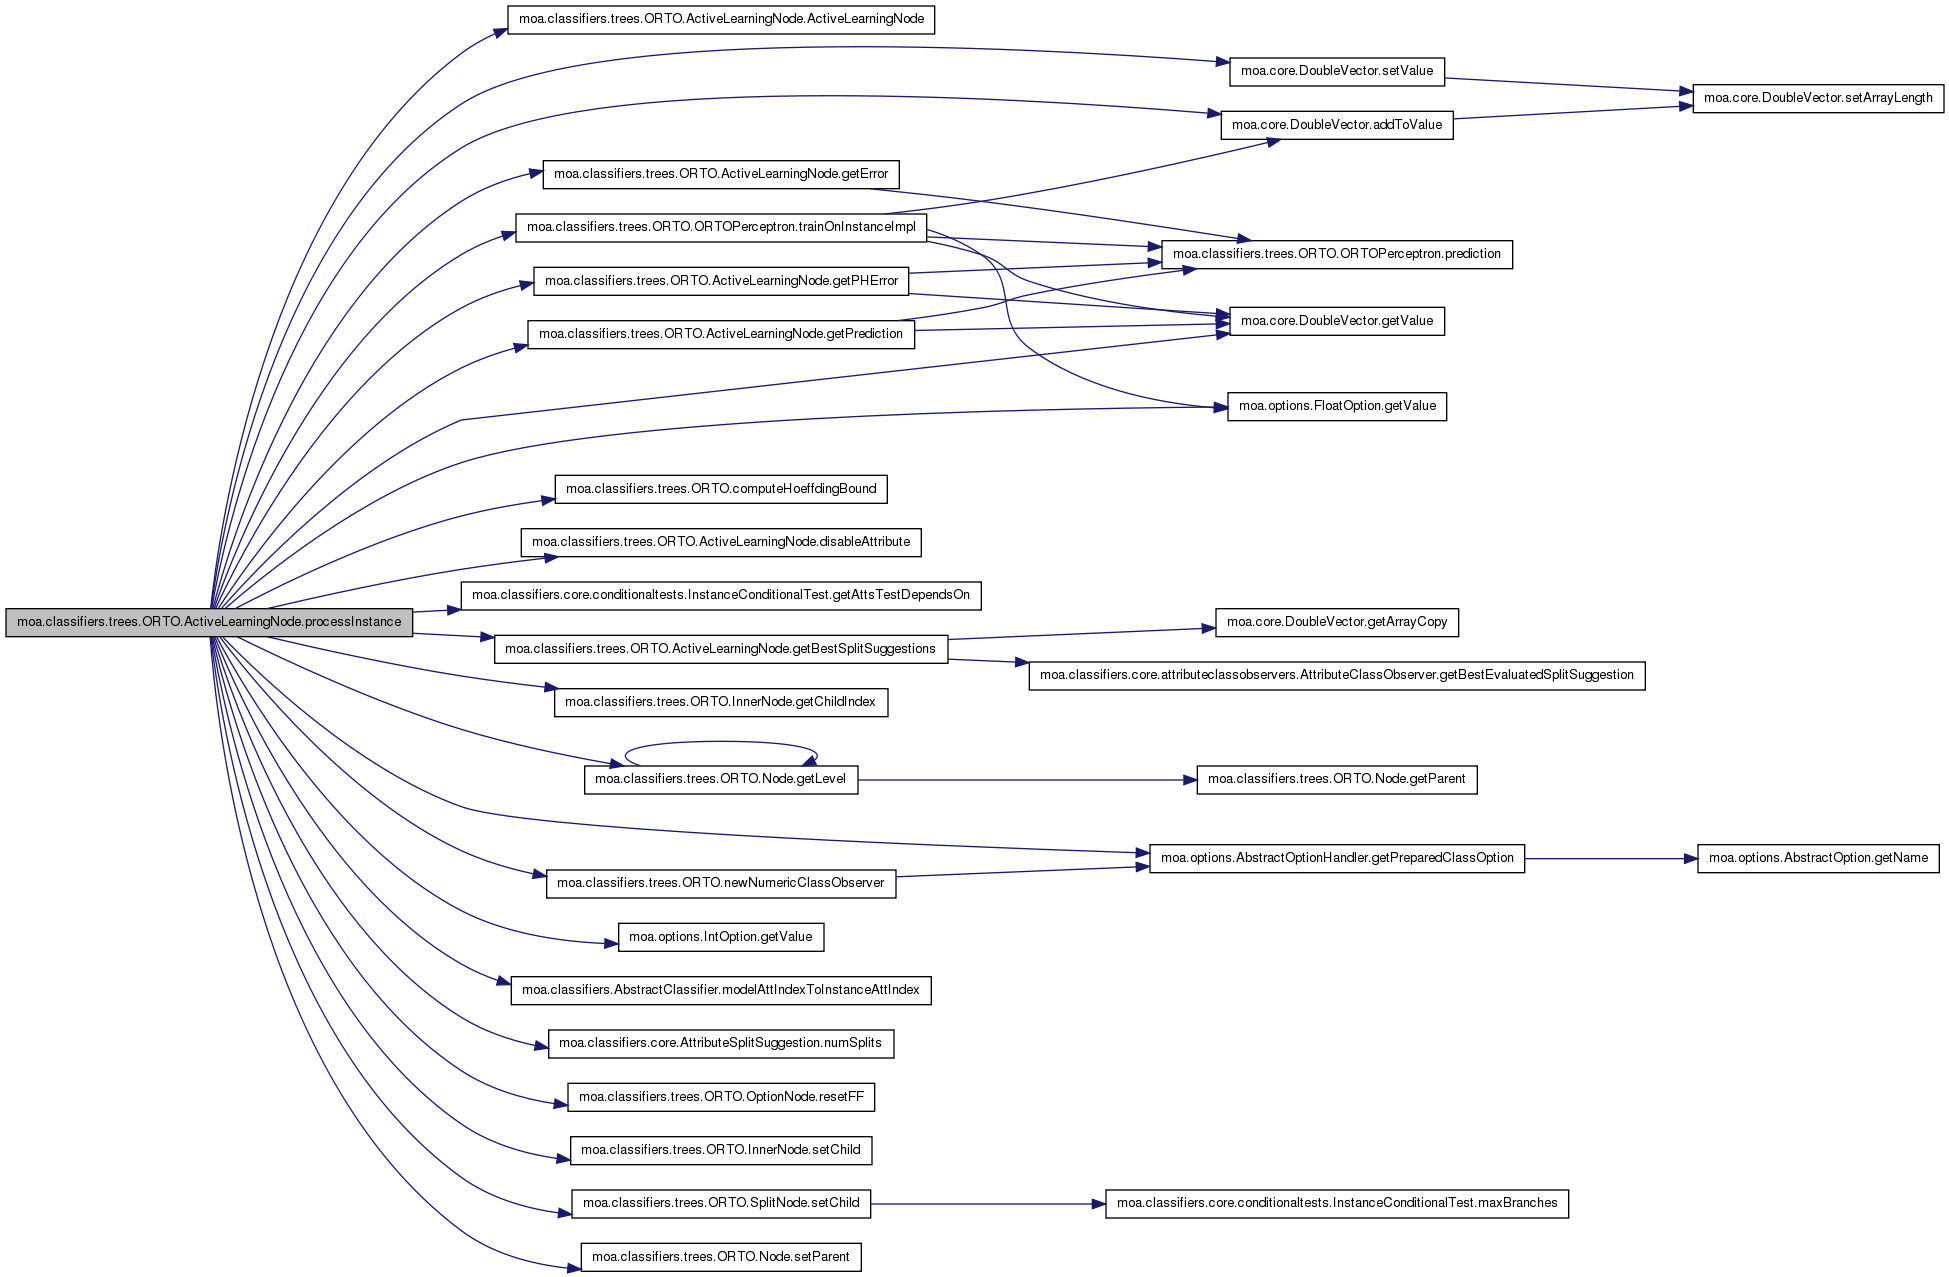 moa.classifiers.trees.ORTO.ActiveLearningNode.ActiveLearningNode
moa.core.DoubleVector.setValue
moa.core.DoubleVector.setArrayLength
moa.core.DoubleVector.addToValue
moa.classifiers.trees.ORTO.ActiveLearningNode.getError
moa.classifiers.trees.ORTO.ORTOPerceptron.trainOnInstanceImpl
moa.classifiers.trees.ORTO.ORTOPerceptron.prediction
moa.classifiers.trees.ORTO.ActiveLearningNode.getPHError
moa.core.DoubleVector.getValue
moa.classifiers.trees.ORTO.ActiveLearningNode.getPrediction
moa.options.FloatOption.getValue
moa.classifiers.trees.ORTO.computeHoeffdingBound
moa.classifiers.trees.ORTO.ActiveLearningNode.disableAttribute
moa.classifiers.core.conditionaltests.InstanceConditionalTest.getAttsTestDependsOn
moa.classifiers.trees.ORTO.ActiveLearningNode.processInstance
moa.core.DoubleVector.getArrayCopy
moa.classifiers.trees.ORTO.ActiveLearningNode.getBestSplitSuggestions
moa.classifiers.core.attributeclassobservers.AttributeClassObserver.getBestEvaluatedSplitSuggestion
moa.classifiers.trees.ORTO.InnerNode.getChildIndex
moa.classifiers.trees.ORTO.Node.getLevel
moa.classifiers.trees.ORTO.Node.getParent
moa.options.AbstractOptionHandler.getPreparedClassOption
moa.options.AbstractOption.getName
moa.classifiers.trees.ORTO.newNumericClassObserver
moa.options.IntOption.getValue
moa.classifiers.AbstractClassifier.modelAttIndexToInstanceAttIndex
moa.classifiers.core.AttributeSplitSuggestion.numSplits
moa.classifiers.trees.ORTO.OptionNode.resetFF
moa.classifiers.trees.ORTO.InnerNode.setChild
moa.classifiers.trees.ORTO.SplitNode.setChild
moa.classifiers.core.conditionaltests.InstanceConditionalTest.maxBranches
moa.classifiers.trees.ORTO.Node.setParent